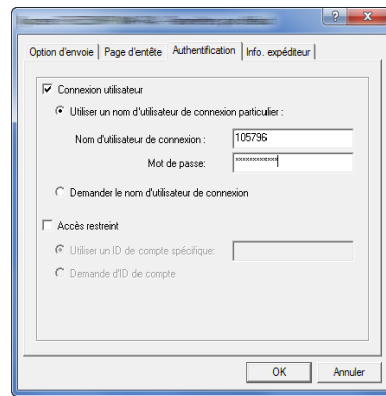 Option d'envoie Page d'entête Authentification Info. expéditeur
Connexion utilisateur
Utiliser un nom d'utilisateur de connexion particulier :
Nom d'utilisateur de connexion : 105796
Mot de passe: ************
Demander le nom d'utilisateur de connexion
Accès restreint
Utiliser un ID de compte spécifique:
Demande d'ID de compte
OK Annuler